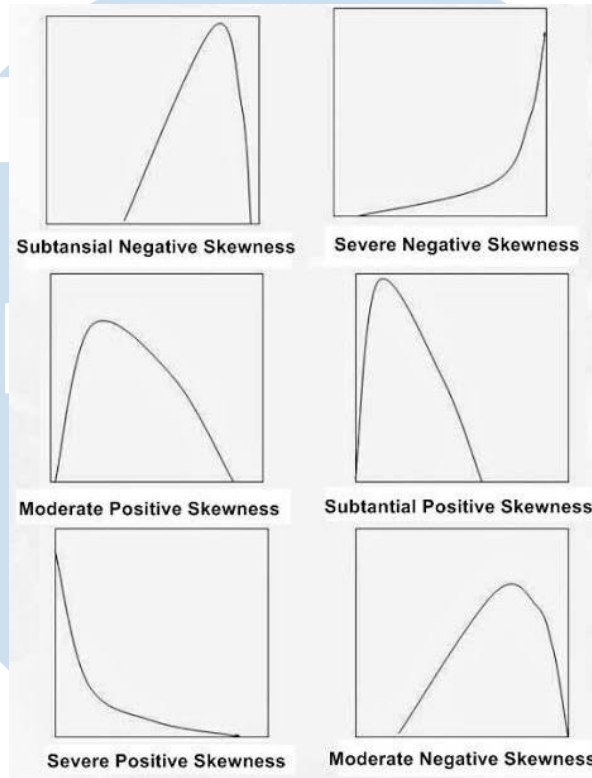 Subtansial Negative Skewness
Severe Negative Skewness
Moderate Positive Skewness
Subtantial Positive Skewness
Severe Positive Skewness
Moderate Negative Skewness